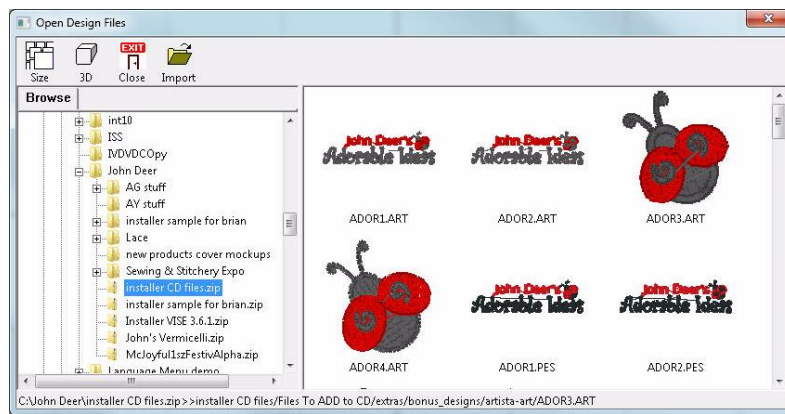 Open Design Files
Size 3D EXIT Close Import
Browse
int10
ISS
IVDVDCOpy
John Deer
AG stuff
AY stuff
installer sample for brian
Lace
new products cover mockups
Sewing & Stitchery Expo
installer CD files.zip
installer sample for brian.zip
Installer VISE 3.6.1.zip
John's Vermicelli.zip
McJoyful1szFestivAlpha.zip
Language Menu demo
John Deer's
Adorable Ideas
John Deer's
Adorable Ideas
ADOR1.ART ADOR2.ART ADOR3.ART
John Deer's
Adorable Ideas
John Deer's
Adorable Ideas
ADOR4.ART ADOR1.PES ADOR2.PES
C:\John Deer\installer CD files.zip>>installer CD files/Files To ADD to CD/extras/bonus_designs/artista-art/ADOR3.ART